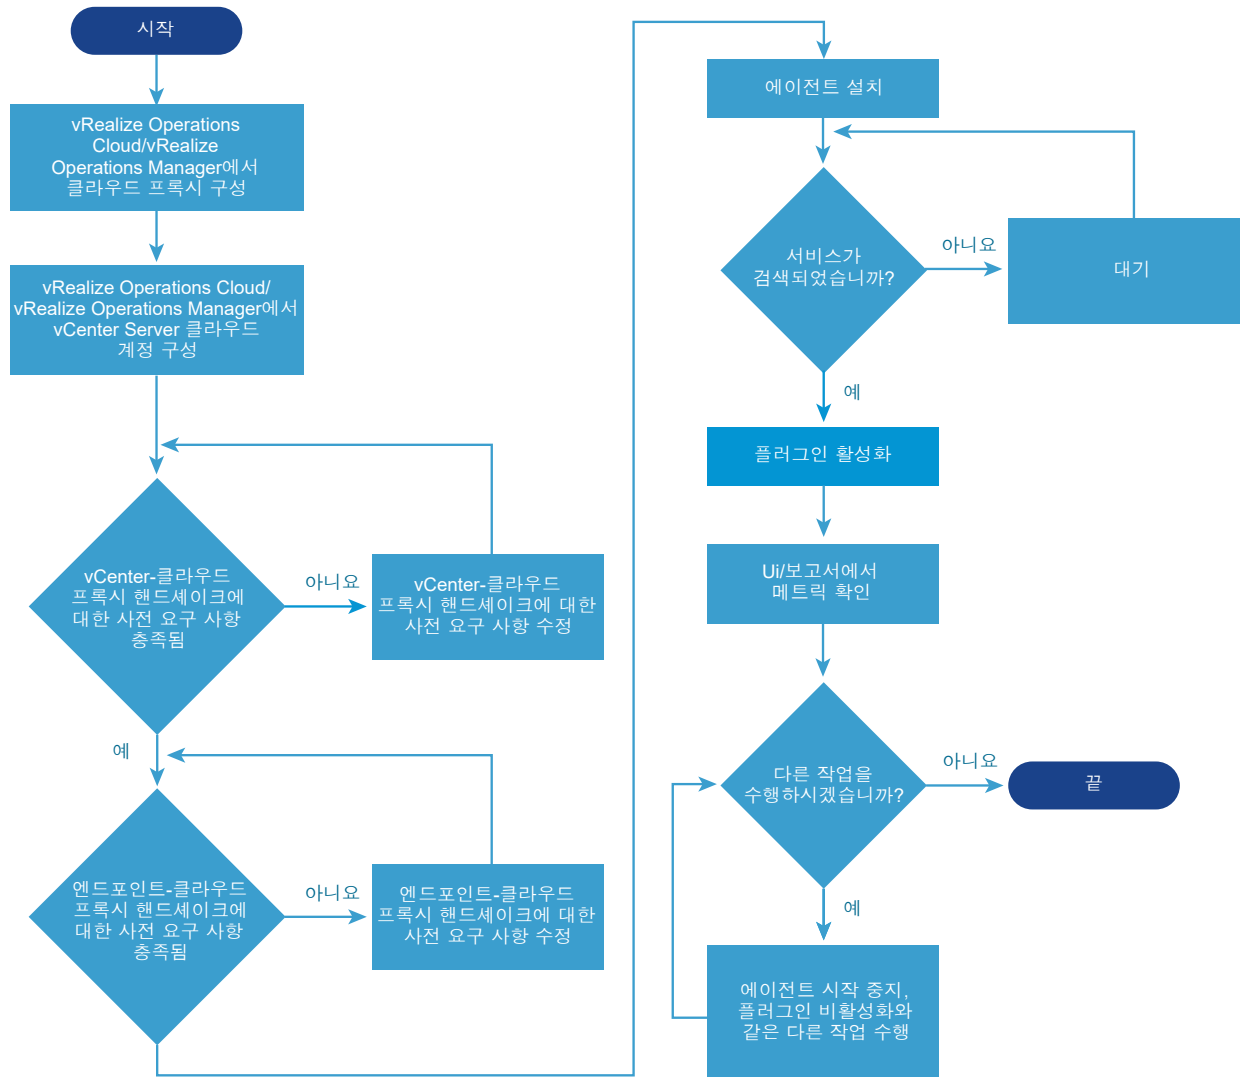 시작
vRealize Operations
Cloud/vRealize
Operations Manager에서
클라우드 프록시 구성
vRealize Operations Cloud/
vRealize Operations Manager에서
vCenter Server 클라우드
계정 구성
vCenter-클라우드
프록시 핸드셰이크에
대한 사전 요구 사항
충족됨
아니요
vCenter-클라우드
프록시 핸드셰이크에 대한
사전 요구 사항 수정
예
엔드포인트-클라우드
프록시 핸드셰이크에
대한 사전 요구 사항
충족됨
아니요
엔드포인트-클라우드
프록시 핸드셰이크에 대한
사전 요구 사항 수정
에이전트 설치
서비스가
검색되었습니까?
아니요
대기
예
플러그인 활성화
Ui/보고서에서
메트릭 확인
다른 작업을
수행하시겠습니까?
아니요
끝
예
에이전트 시작 중지,
플러그인 비활성화와
같은 다른 작업 수행